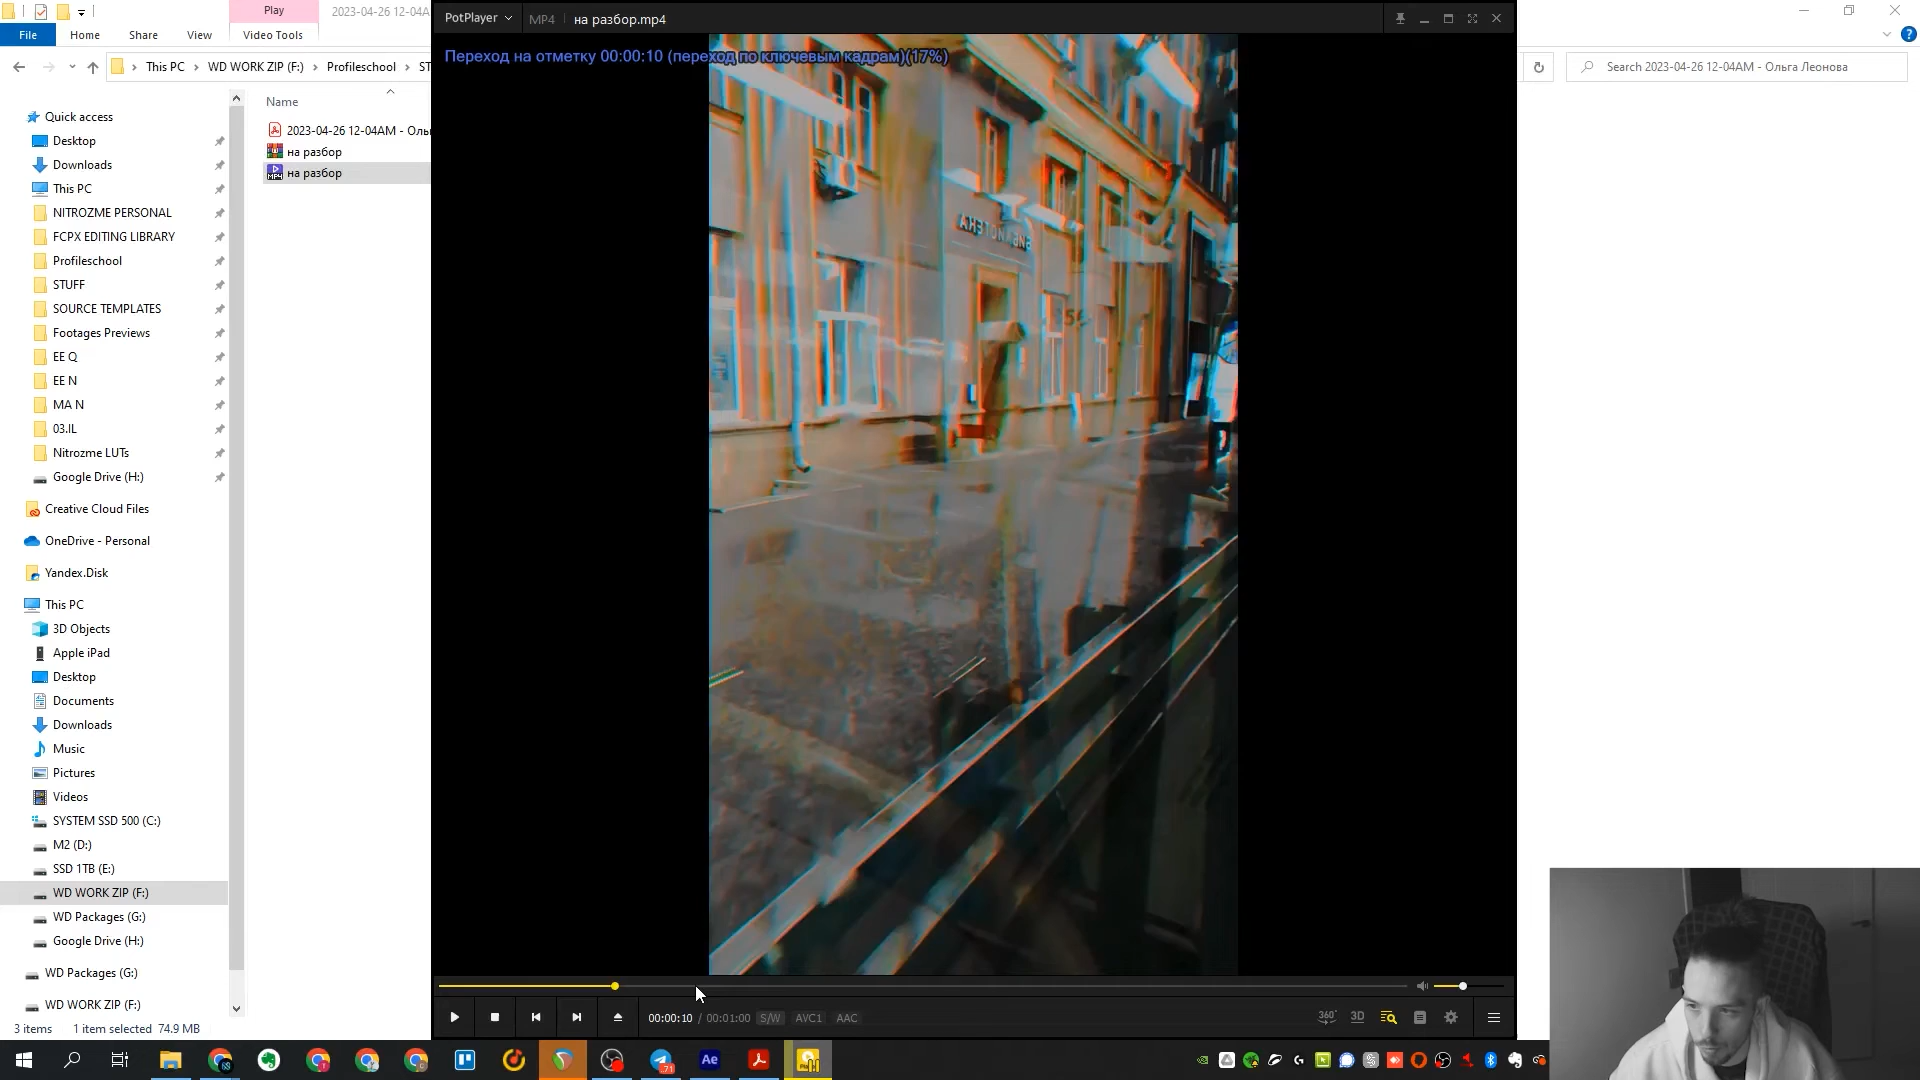 Play
2023-04-26 12-04A
File
Home
Share
View
Video Tools
This PC
WD WORK ZIP (F:)
Profileschool
ST
Name
2023-04-26 12-04AM - Оль
на разбор
на разбор
Quick access
Desktop
Downloads
This PC
NITROZME PERSONAL
FCPX EDITING LIBRARY
Profileschool
STUFF
SOURCE TEMPLATES
Footages Previews
EE Q
EE N
MA N
03.IL
Nitrozme LUTs
Google Drive (H:)
Creative Cloud Files
OneDrive - Personal
Yandex.Disk
This PC
3D Objects
Apple iPad
Desktop
Documents
Downloads
Music
Pictures
Videos
SYSTEM SSD 500 (C:)
M2 (D:)
SSD 1TB (E:)
WD WORK ZIP (F:)
WD Packages (G:)
Google Drive (H:)
WD Packages (G:)
WD WORK ZIP (F:)
3 items
1 item selected 74.9 MB
PotPlayer
MP4
на разбор.mp4
Переход на отметку 00:00:10 (переход по ключевым кадрам)(17%)
БИБЛИОТЕКА
56
00:00:10 / 00:01:00
S/W
AVC1
AAC
360°
3D
Search 2023-04-26 12-04AM - Ольга Леонова
Ae
71